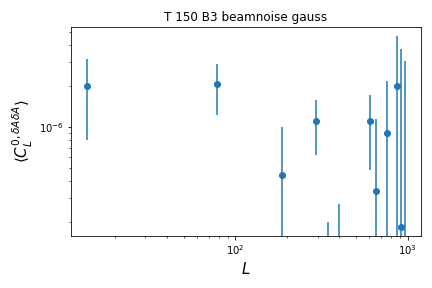 T 150 B3 beamnoise gauss
⟨C_L^{0, δAδA}⟩
10^{-6}
10^2
10^3
L